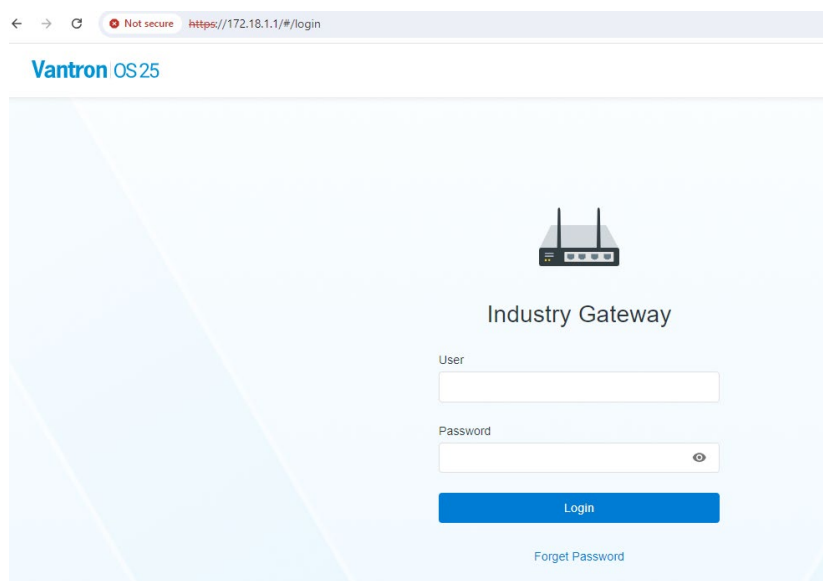 Not secure https://172.18.1.1/#/login
Vantron OS25
Industry Gateway
User
Password
Login
Forget Password